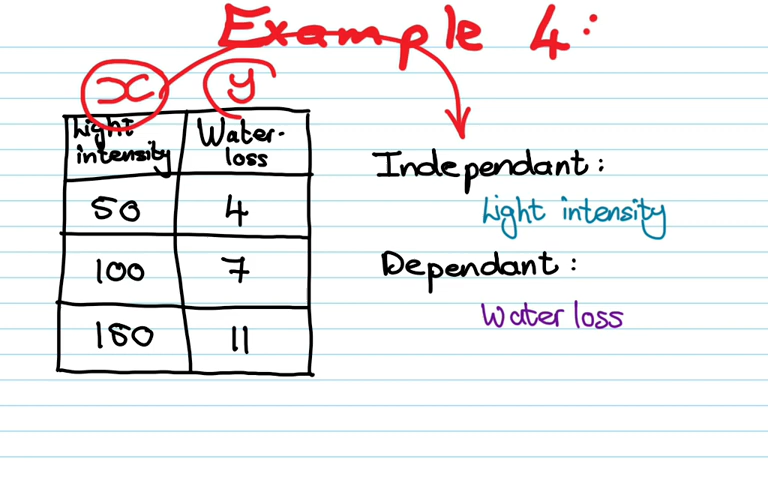 Example 4:
x y
Light intensity Water-loss
50 4
100 7
150 11
Independant:
Light intensity
Dependant:
Water loss